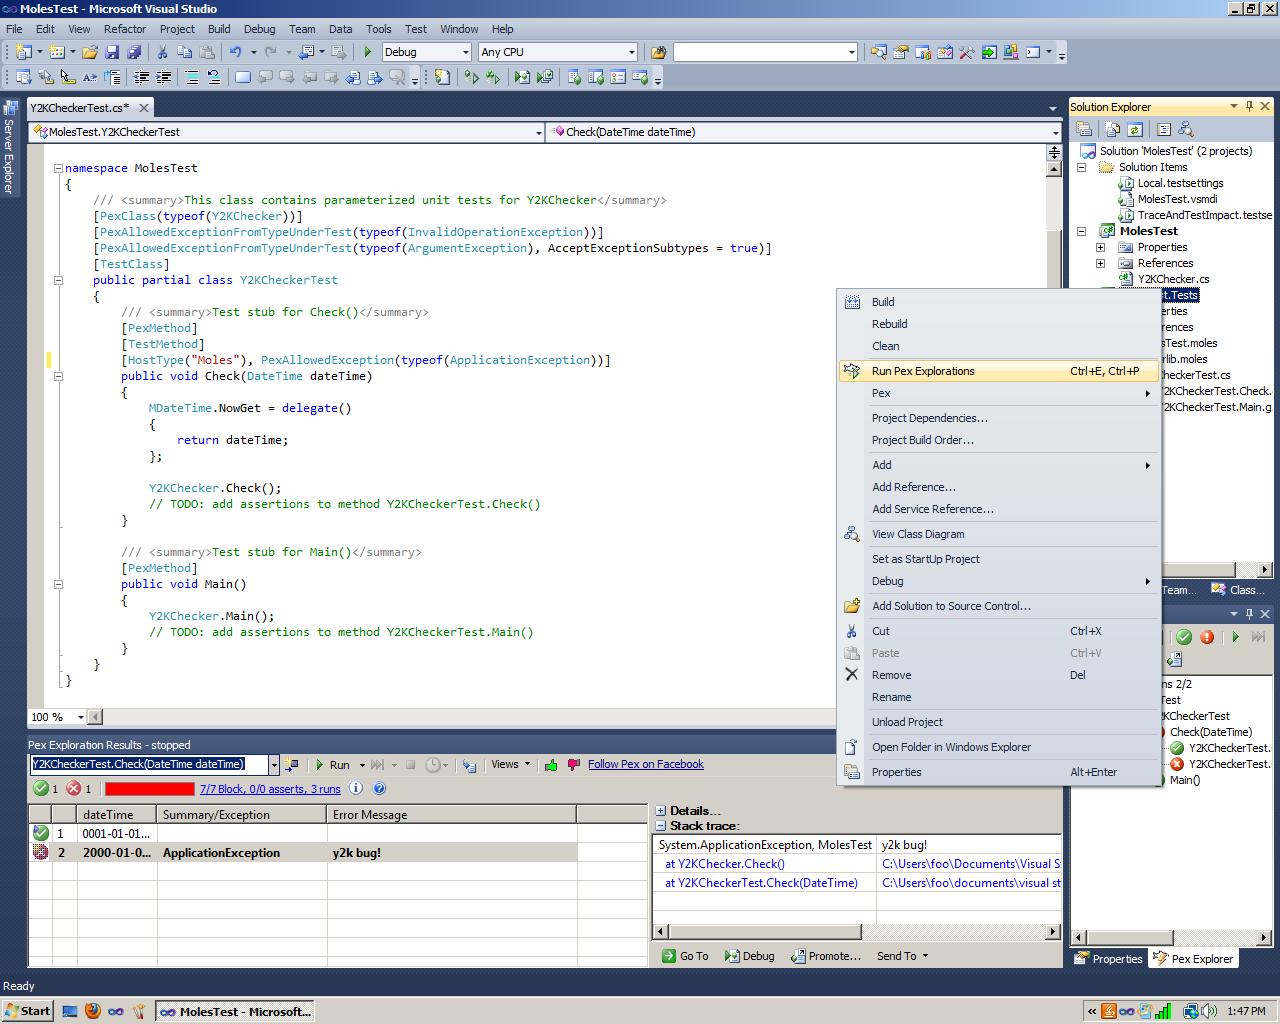 MolesTest - Microsoft Visual Studio
File Edit View Refactor Project Build Debug Team Data Tools Test Window Help
Debug Any CPU
Server Explorer
Y2KCheckerTest.cs*
MolesTest.Y2KCheckerTest Check(DateTime dateTime)
namespace MolesTest
{
/// <summary>This class contains parameterized unit tests for Y2KChecker</summary>
[PexClass(typeof(Y2KChecker))]
[PexAllowedExceptionFromTypeUnderTest(typeof(InvalidOperationException))]
[PexAllowedExceptionFromTypeUnderTest(typeof(ArgumentException), AcceptExceptionSubtypes = true)]
[TestClass]
public partial class Y2KCheckerTest
{
/// <summary>Test stub for Check()</summary>
[PexMethod]
[TestMethod]
[HostType("Moles"), PexAllowedException(typeof(ApplicationException))]
public void Check(DateTime dateTime)
{
MDateTime.NowGet = delegate()
{
return dateTime;
};
Y2KChecker.Check();
// TODO: add assertions to method Y2KCheckerTest.Check()
}
/// <summary>Test stub for Main()</summary>
[PexMethod]
public void Main()
{
Y2KChecker.Main();
// TODO: add assertions to method Y2KCheckerTest.Main()
}
}
}
100 %
Solution Explorer
Solution 'MolesTest' (2 projects)
Solution Items
Local.testsettings
MolesTest.vsmdi
TraceAndTestImpact.testse
MolesTest
Properties
References
Y2KChecker.cs
t.Tests
erties
rences
sTest.moles
rlib.moles
CheckerTest.cs
2KCheckerTest.Check.
2KCheckerTest.Main.g
Team... Class...
Build
Rebuild
Clean
Run Pex Explorations Ctrl+E, Ctrl+P
Pex
Project Dependencies...
Project Build Order...
Add
Add Reference...
Add Service Reference...
View Class Diagram
Set as StartUp Project
Debug
Add Solution to Source Control...
Cut Ctrl+X
Paste Ctrl+V
Remove Del
Rename
Unload Project
Open Folder in Windows Explorer
Properties Alt+Enter
ns 2/2
Test
2KCheckerTest
Check(DateTime)
Y2KCheckerTest.
Y2KCheckerTest.
Main()
Properties Pex Explorer
Pex Exploration Results - stopped
Y2KCheckerTest.Check(DateTime dateTime) Run Views Follow Pex on Facebook
1 1 7/7 Block, 0/0 asserts, 3 runs
dateTime Summary/Exception Error Message
1 0001-01-01...
2 2000-01-0... ApplicationException y2k bug!
Details...
Stack trace:
System.ApplicationException, MolesTest y2k bug!
at Y2KChecker.Check() C:\Users\foo\Documents\Visual S
at Y2KCheckerTest.Check(DateTime) C:\Users\foo\documents\visual st
Go To Debug Promote... Send To
Ready
Start MolesTest - Microsoft... « 1:47 PM